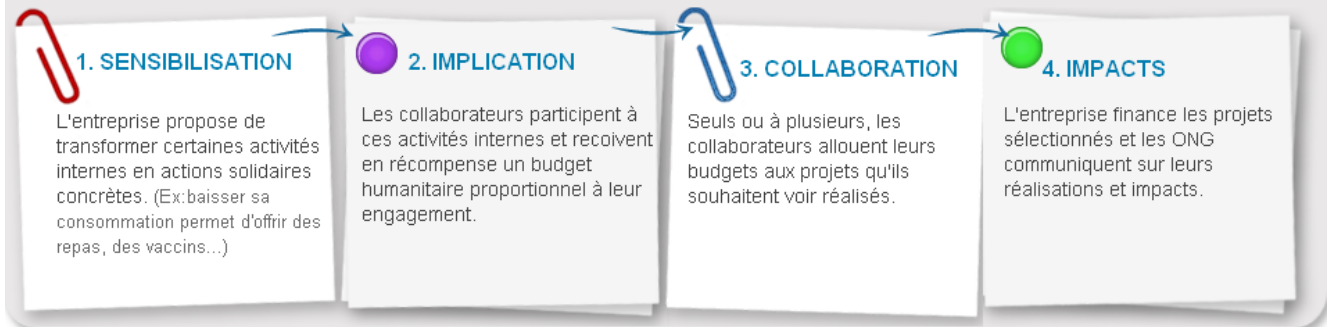 1. SENSIBILISATION
L'entreprise propose de
transformer certaines activités
internes en actions solidaires
concrètes. (Ex:baisser sa
consommation permet d'offrir des
repas, des vaccins...)
2. IMPLICATION
Les collaborateurs participent à
ces activités internes et recoivent
en récompense un budget
humanitaire proportionnel à leur
engagement.
3. COLLABORATION
Seuls ou à plusieurs, les
collaborateurs allouent leurs
budgets aux projets qu'ils
souhaitent voir réalisés.
4. IMPACTS
L'entreprise finance les projets
sélectionnés et les ONG
communiquent sur leurs
réalisations et impacts.